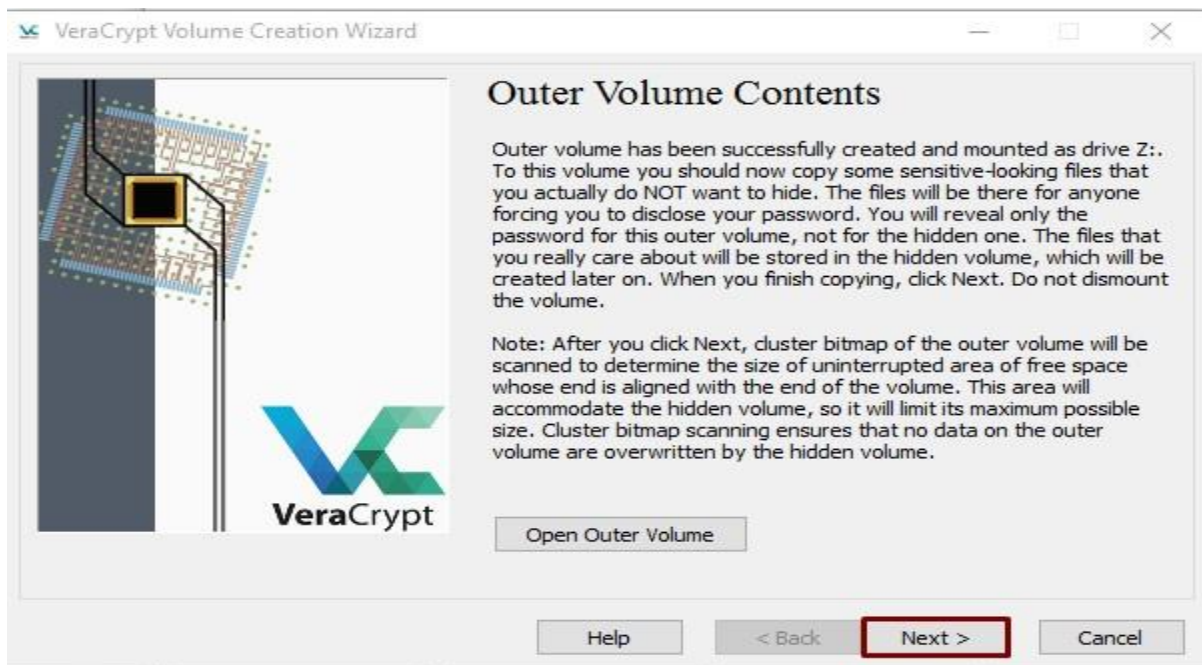 VeraCrypt Volume Creation Wizard
Outer Volume Contents
Outer volume has been successfully created and mounted as drive Z:.
To this volume you should now copy some sensitive-looking files that
you actually do NOT want to hide. The files will be there for anyone
forcing you to disclose your password. You will reveal only the
password for this outer volume, not for the hidden one. The files that
you really care about will be stored in the hidden volume, which will be
created later on. When you finish copying, click Next. Do not dismount
the volume.
Note: After you click Next, cluster bitmap of the outer volume will be
scanned to determine the size of uninterrupted area of free space
whose end is aligned with the end of the volume. This area will
accommodate the hidden volume, so it will limit its maximum possible
size. Cluster bitmap scanning ensures that no data on the outer
volume are overwritten by the hidden volume.
VeraCrypt
Open Outer Volume
Help
< Back
Next >
Cancel